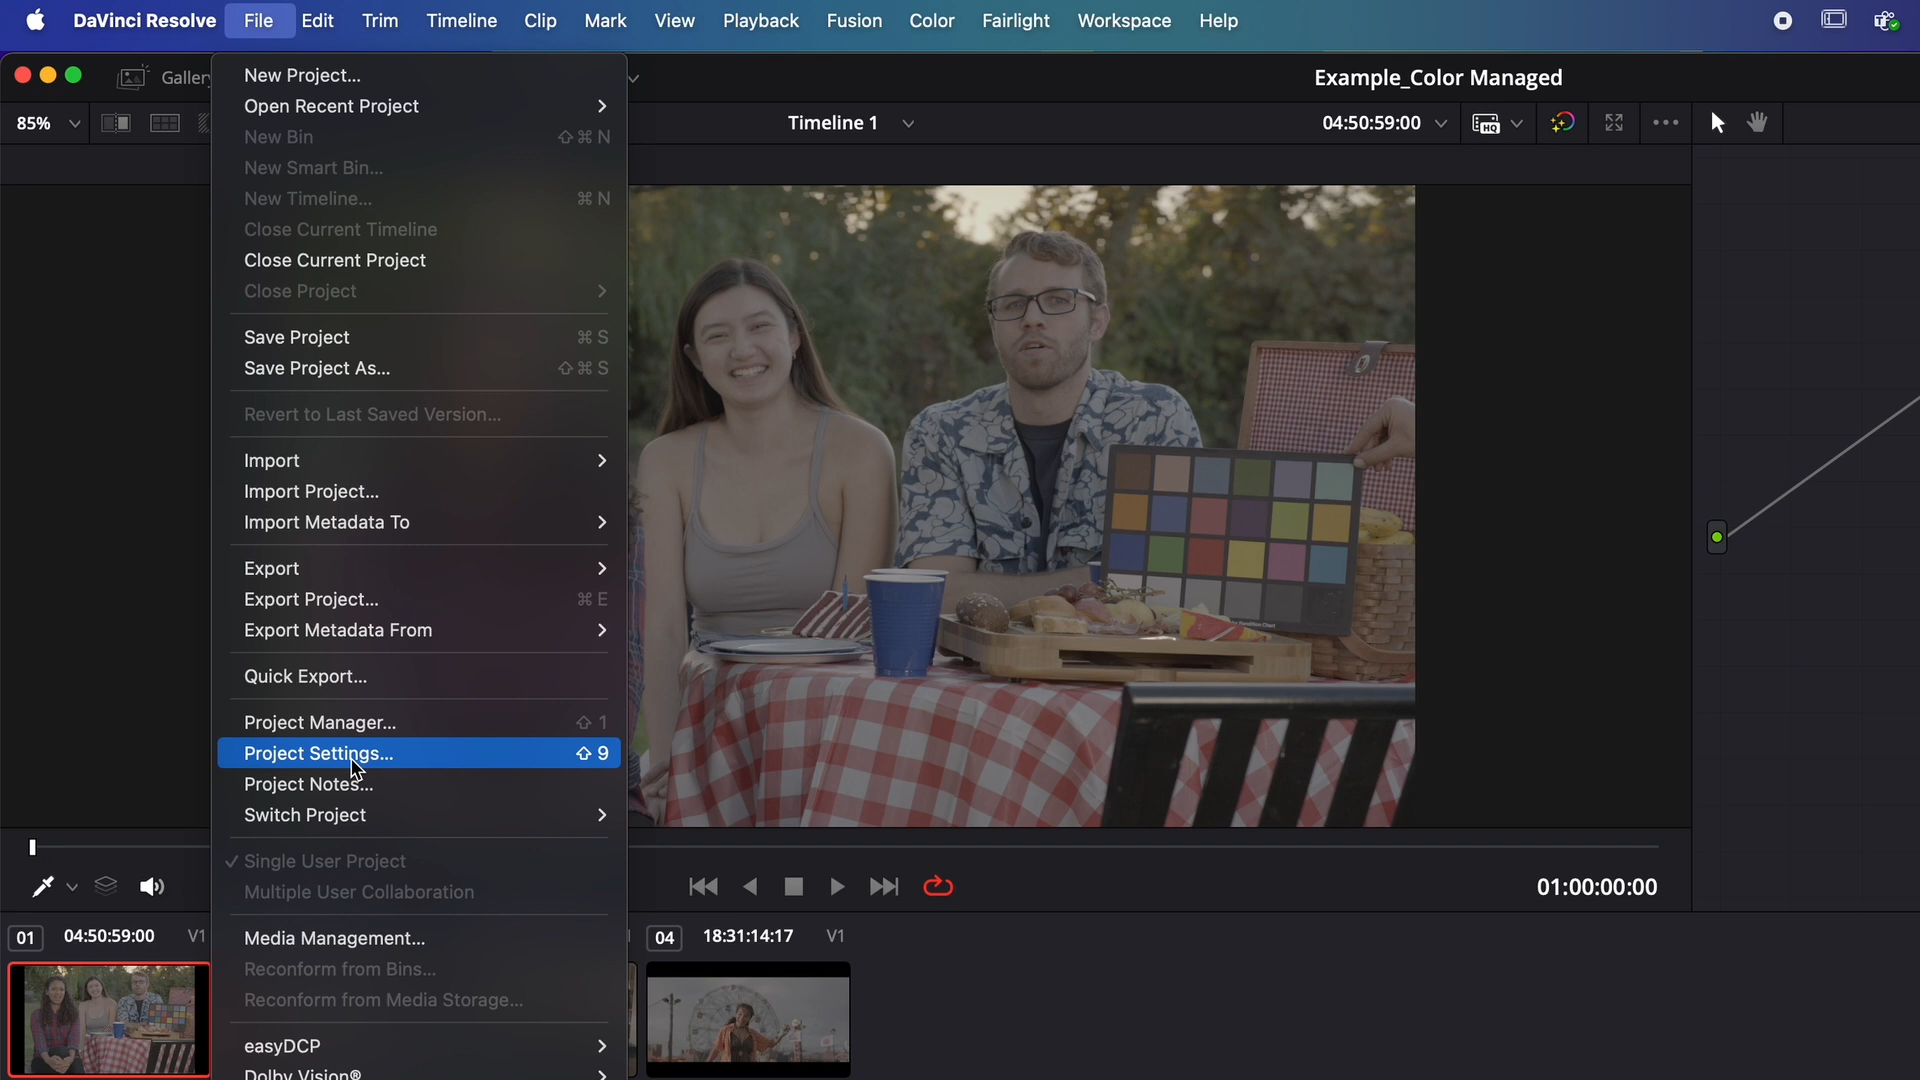 DaVinci Resolve File Edit Trim Timeline Clip Mark View Playback Fusion Color Fairlight Workspace Help
Gallery
Example_Color Managed
85%
Timeline 1
04:50:59:00
HQ
New Project...
Open Recent Project
New Bin ⇧⌘N
New Smart Bin...
New Timeline... ⌘N
Close Current Timeline
Close Current Project
Close Project
Save Project ⌘S
Save Project As... ⇧⌘S
Revert to Last Saved Version...
Import
Import Project...
Import Metadata To
Export
Export Project... ⌘E
Export Metadata From
Quick Export...
Project Manager... ⇧1
Project Settings... ⇧9
Project Notes...
Switch Project
✓ Single User Project
Multiple User Collaboration
Media Management...
Reconform from Bins...
Reconform from Media Storage...
easyDCP
Dolby Vision®
01:00:00:00
01 04:50:59:00 V1
04 18:31:14:17 V1